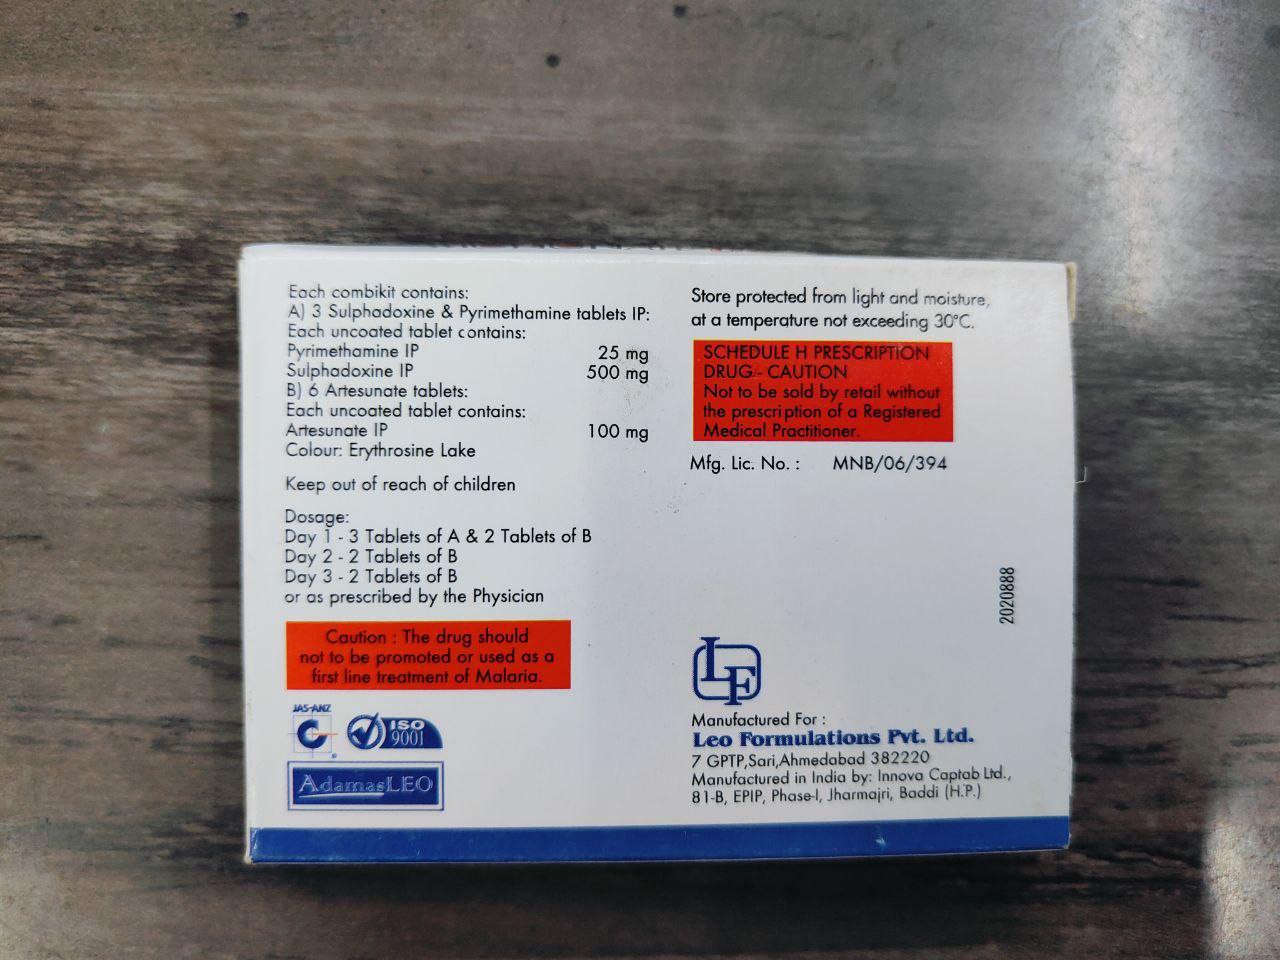 Each combikit contains:
A) 3 Sulphadoxine & Pyrimethamine tablets IP:
Each uncoated tablet contains:
Pyrimethamine IP 25 mg
Sulphadoxine IP 500 mg
B) 6 Artesunate tablets:
Each uncoated tablet contains:
Artesunate IP 100 mg
Colour: Erythrosine Lake
Keep out of reach of children
Dosage:
Day 1 - 3 Tablets of A & 2 Tablets of B
Day 2 - 2 Tablets of B
Day 3 - 2 Tablets of B
or as prescribed by the Physician
Caution : The drug should
not to be promoted or used as a
first line treatment of Malaria.
JAS-ANZ
ISO
9001
AdamasLEO
Store protected from light and moisture,
at a temperature not exceeding 30°C.
SCHEDULE H PRESCRIPTION
DRUG - CAUTION
Not to be sold by retail without
the prescription of a Registered
Medical Practitioner.
Mfg. Lic. No. : MNB/06/394
2020888
LF
Manufactured For :
Leo Formulations Pvt. Ltd.
7 GPTP,Sari,Ahmedabad 382220
Manufactured in India by: Innova Captab Ltd.,
81-B, EPIP, Phase-I, Jharmajri, Baddi (H.P.)